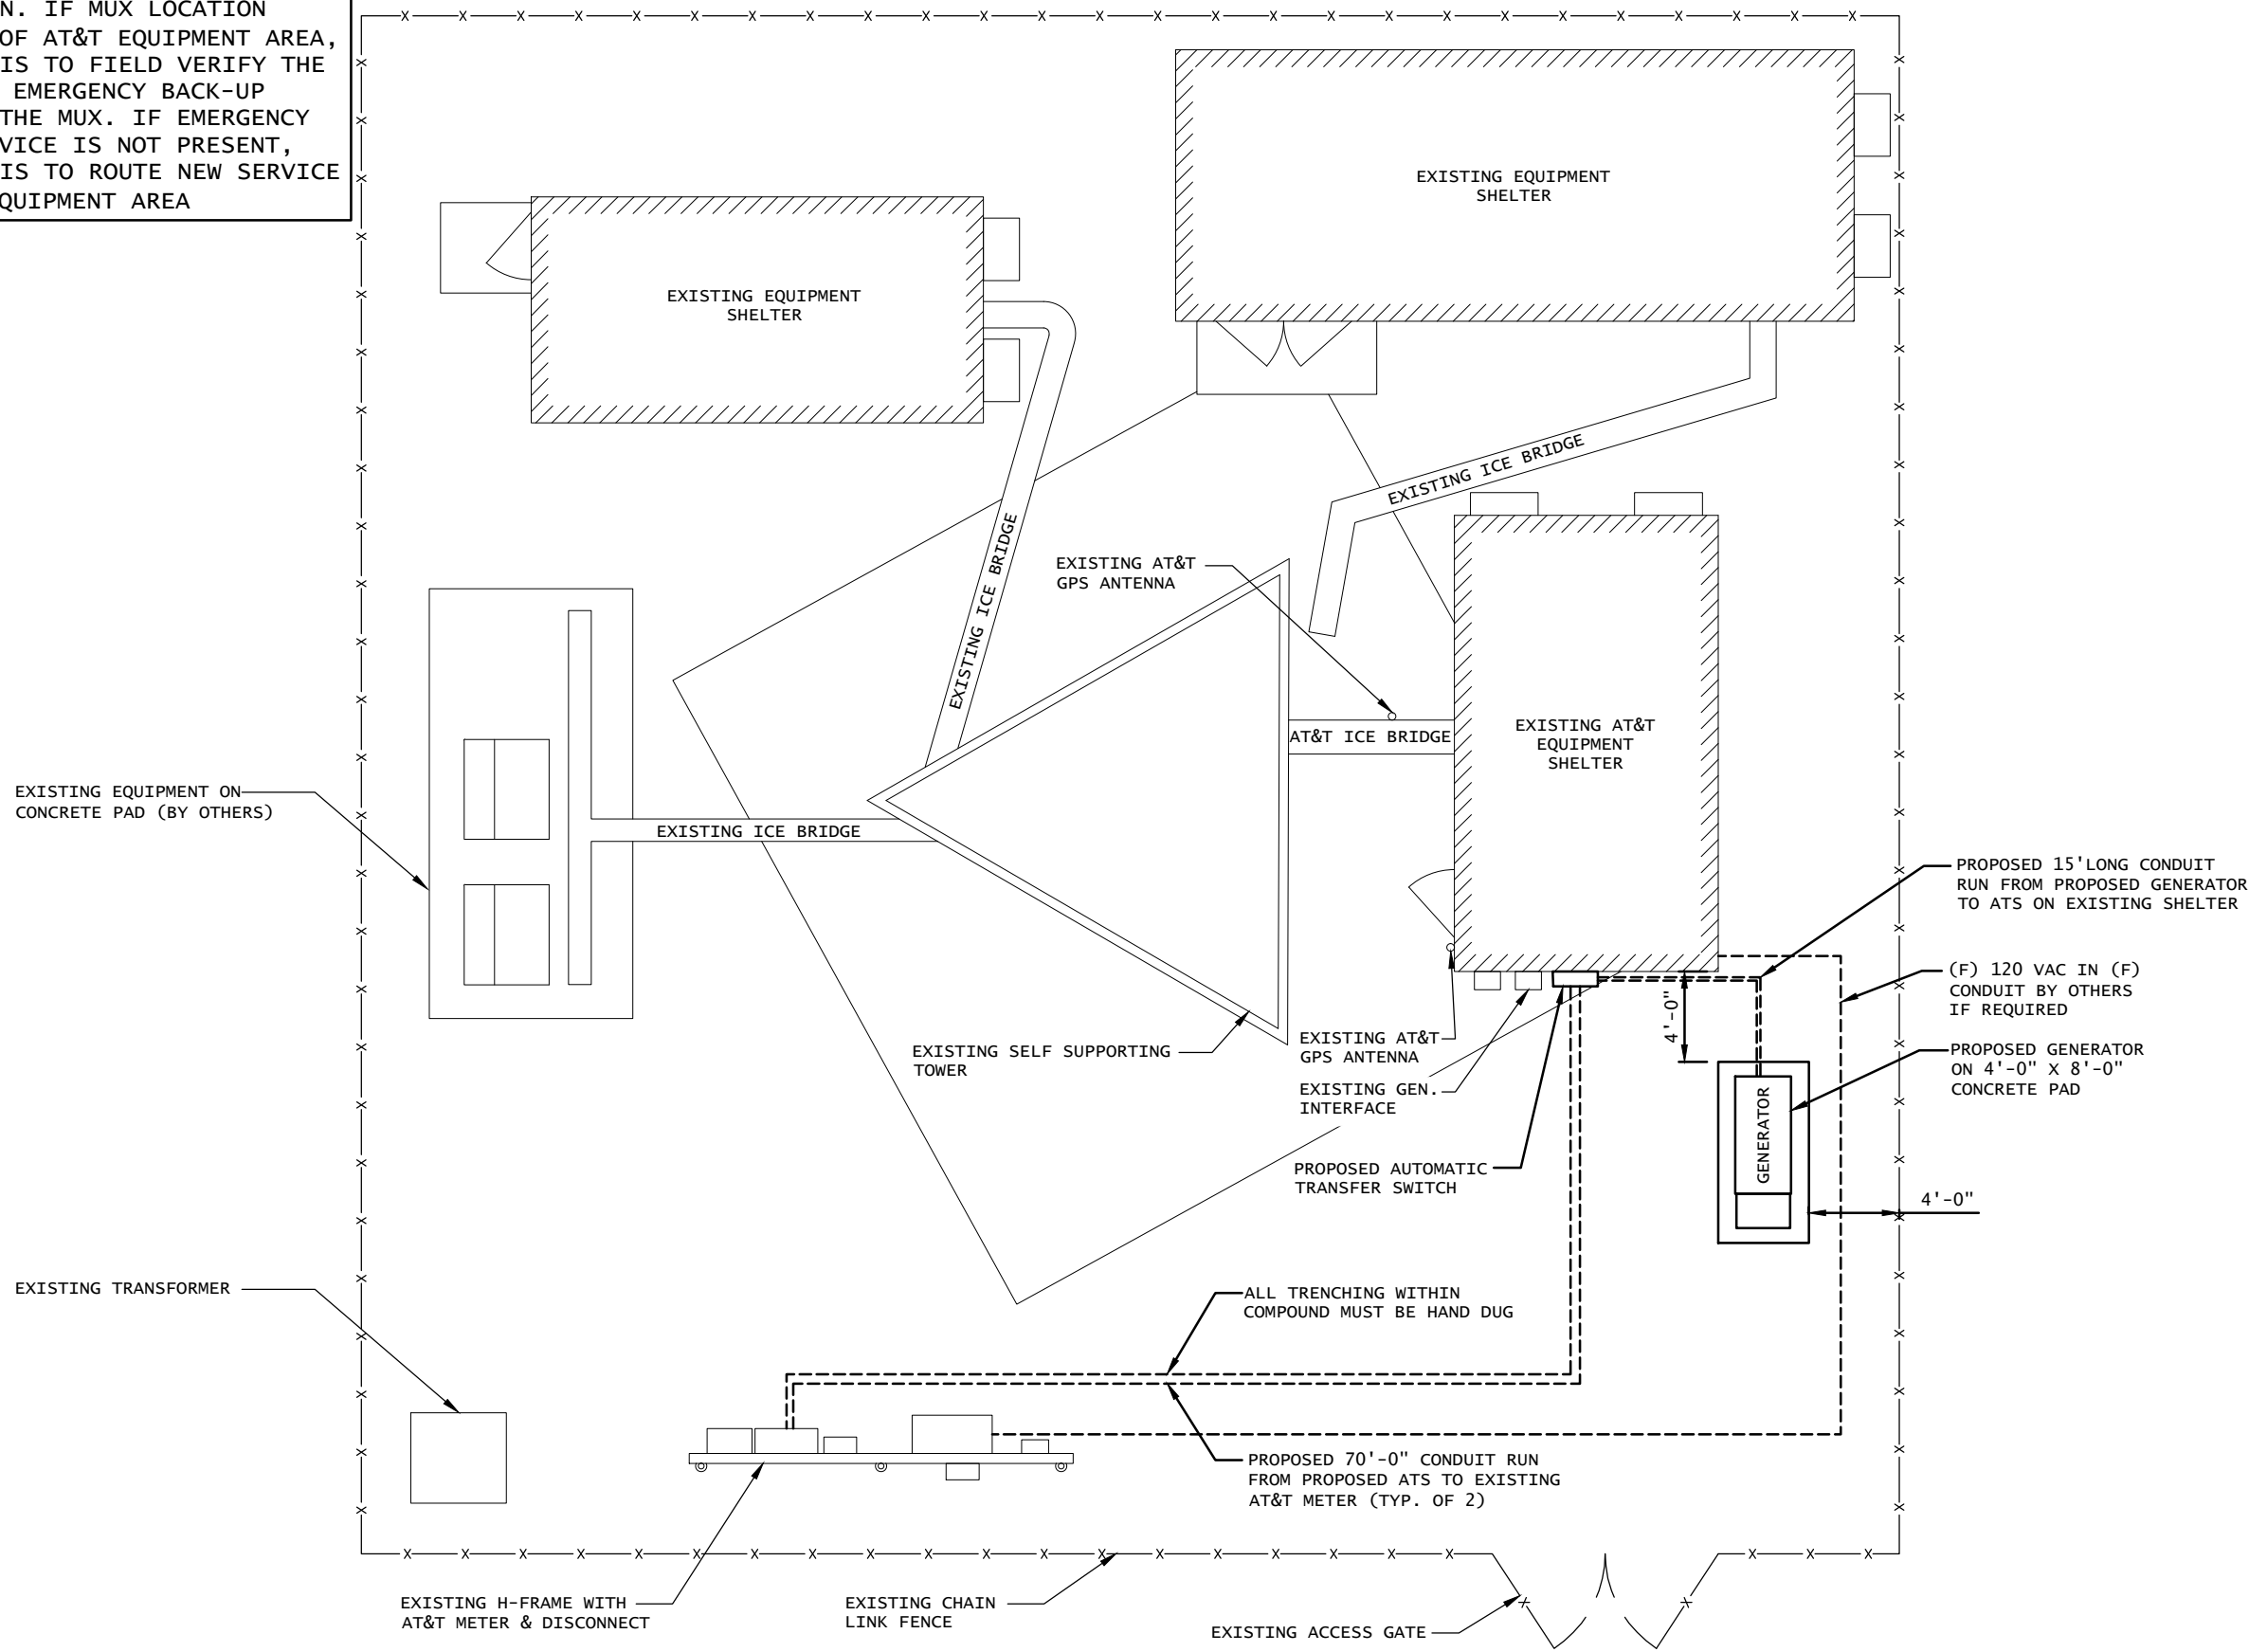 N. IF MUX LOCATION
OF AT&T EQUIPMENT AREA,
IS TO FIELD VERIFY THE
EMERGENCY BACK-UP
THE MUX. IF EMERGENCY
VICE IS NOT PRESENT,
IS TO ROUTE NEW SERVICE
QUIPMENT AREA
EXISTING EQUIPMENT
SHELTER
EXISTING EQUIPMENT
SHELTER
EXISTING ICE BRIDGE
EXISTING ICE BRIDGE
EXISTING AT&T
GPS ANTENNA
AT&T ICE BRIDGE
EXISTING AT&T
EQUIPMENT
SHELTER
EXISTING EQUIPMENT ON
CONCRETE PAD (BY OTHERS)
EXISTING ICE BRIDGE
PROPOSED 15'LONG CONDUIT
RUN FROM PROPOSED GENERATOR
TO ATS ON EXISTING SHELTER
(F) 120 VAC IN (F)
CONDUIT BY OTHERS
IF REQUIRED
4'-0"
EXISTING SELF SUPPORTING
TOWER
EXISTING AT&T
GPS ANTENNA
EXISTING GEN.
INTERFACE
PROPOSED GENERATOR
ON 4'-0" X 8'-0"
CONCRETE PAD
GENERATOR
PROPOSED AUTOMATIC
TRANSFER SWITCH
4'-0"
EXISTING TRANSFORMER
ALL TRENCHING WITHIN
COMPOUND MUST BE HAND DUG
PROPOSED 70'-0" CONDUIT RUN
FROM PROPOSED ATS TO EXISTING
AT&T METER (TYP. OF 2)
EXISTING H-FRAME WITH
AT&T METER & DISCONNECT
EXISTING CHAIN
LINK FENCE
EXISTING ACCESS GATE